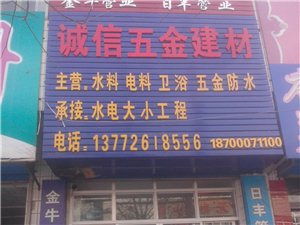 金牛管业 日丰管业
诚信五金建材
主营:水料 电料 卫浴 五金防水
承接:水电大小工程
电话:13772618556 18700071100
金牛
日丰管